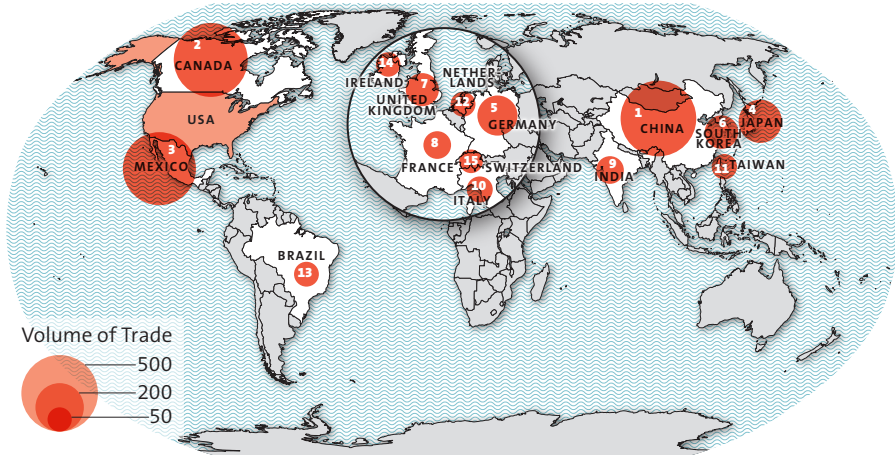 2
CANADA
USA
3
MEXICO
BRAZIL
13
14
IRELAND
7
UNITED
KINGDOM
NETHER-
LANDS
12
5
GERMANY
8
FRANCE
15
SWITZERLAND
10
ITALY
1
CHINA
4
JAPAN
6
SOUTH
KOREA
9
INDIA
11
TAIWAN
Volume of Trade
500
200
50